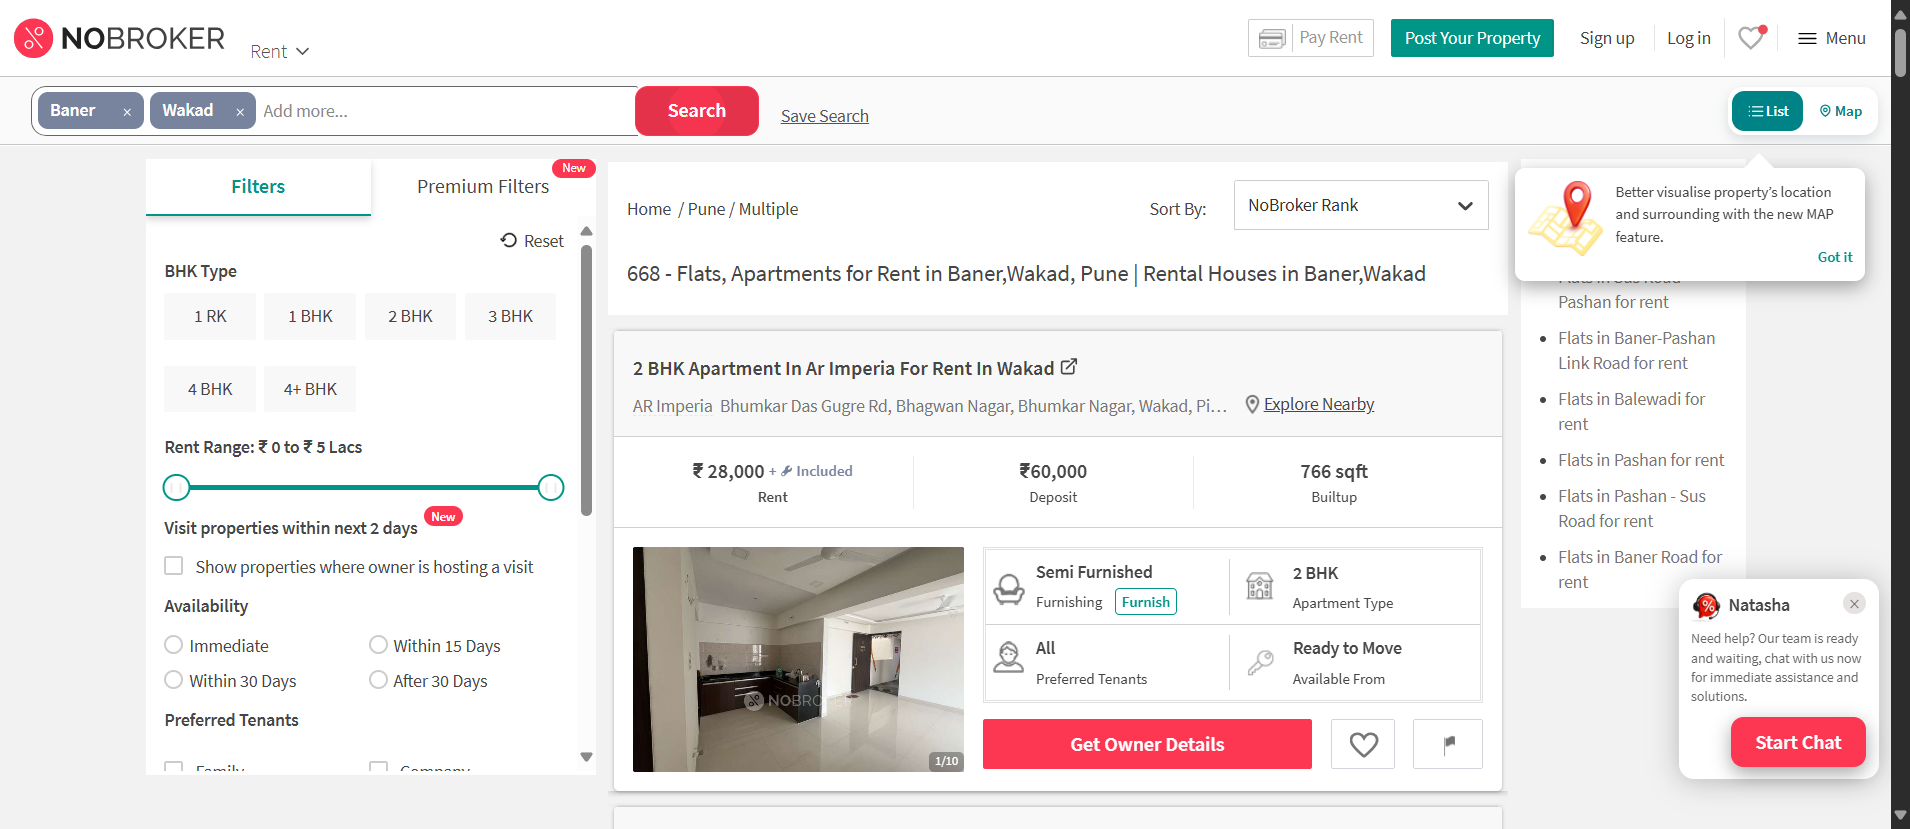 NOBROKER
Rent
Pay Rent
Post Your Property
Sign up
Log in
Menu
Baner ×
Wakad ×
Add more...
Search
Save Search
List
Map
Filters
Premium Filters
New
Reset
BHK Type
1 RK
1 BHK
2 BHK
3 BHK
4 BHK
4+ BHK
Rent Range: ₹ 0 to ₹ 5 Lacs
Visit properties within next 2 days
New
Show properties where owner is hosting a visit
Availability
Immediate
Within 15 Days
Within 30 Days
After 30 Days
Preferred Tenants
Family
Company
Home / Pune / Multiple
Sort By:
NoBroker Rank
668 - Flats, Apartments for Rent in Baner,Wakad, Pune | Rental Houses in Baner,Wakad
2 BHK Apartment In Ar Imperia For Rent In Wakad
AR Imperia Bhumkar Das Gugre Rd, Bhagwan Nagar, Bhumkar Nagar, Wakad, Pi...
Explore Nearby
₹ 28,000 + Included
Rent
₹60,000
Deposit
766 sqft
Builtup
NOBROKER
1/10
Semi Furnished
Furnishing
Furnish
2 BHK
Apartment Type
All
Preferred Tenants
Ready to Move
Available From
Get Owner Details
Better visualise property's location
and surrounding with the new MAP
feature.
Got it
Flats in Sus Road
Pashan for rent
Flats in Baner-Pashan
Link Road for rent
Flats in Balewadi for
rent
Flats in Pashan for rent
Flats in Pashan - Sus
Road for rent
Flats in Baner Road for
rent
Natasha
Need help? Our team is ready
and waiting, chat with us now
for immediate assistance and
solutions.
Start Chat